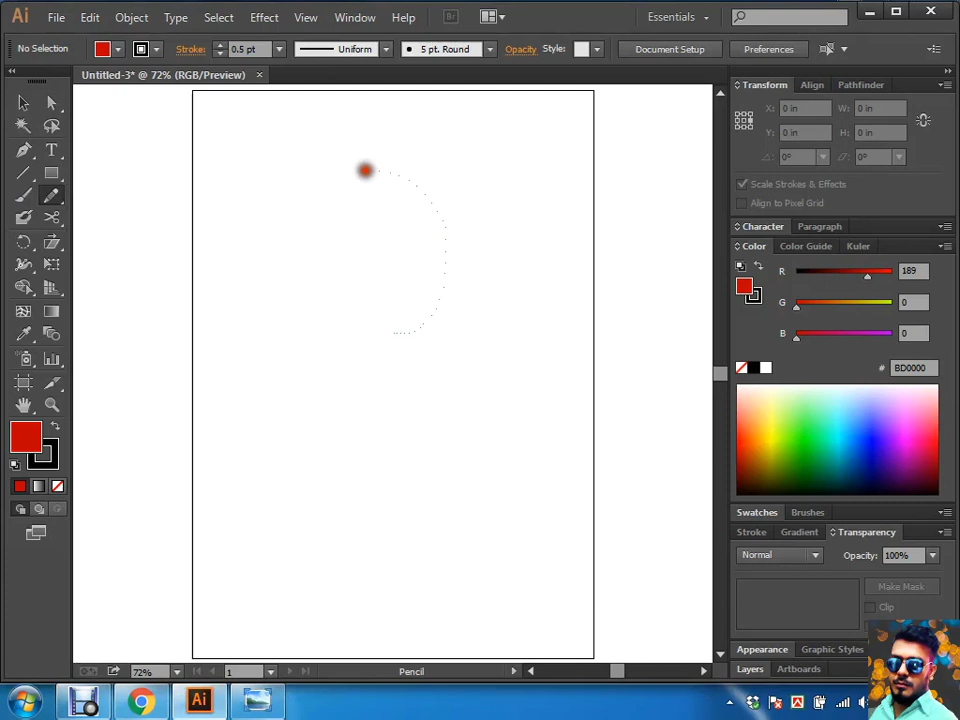 Ai File Edit Object Type Select Effect View Window Help Br Essentials
No Selection Stroke: 0.5 pt Uniform 5 pt. Round Opacity Style: Document Setup Preferences
Untitled-3* @ 72% (RGB/Preview)
Transform Align Pathfinder
X: 0 in W: 0 in
Y: 0 in H: 0 in
0° 0°
Scale Strokes & Effects
Align to Pixel Grid
Character Paragraph
Color Color Guide Kuler
R 189
G 0
B 0
# BD0000
Swatches Brushes
Stroke Gradient Transparency
Normal Opacity: 100%
Make Mask
Clip
Appearance Graphic Styles
Layers Artboards
72% 1 Pencil
Ai